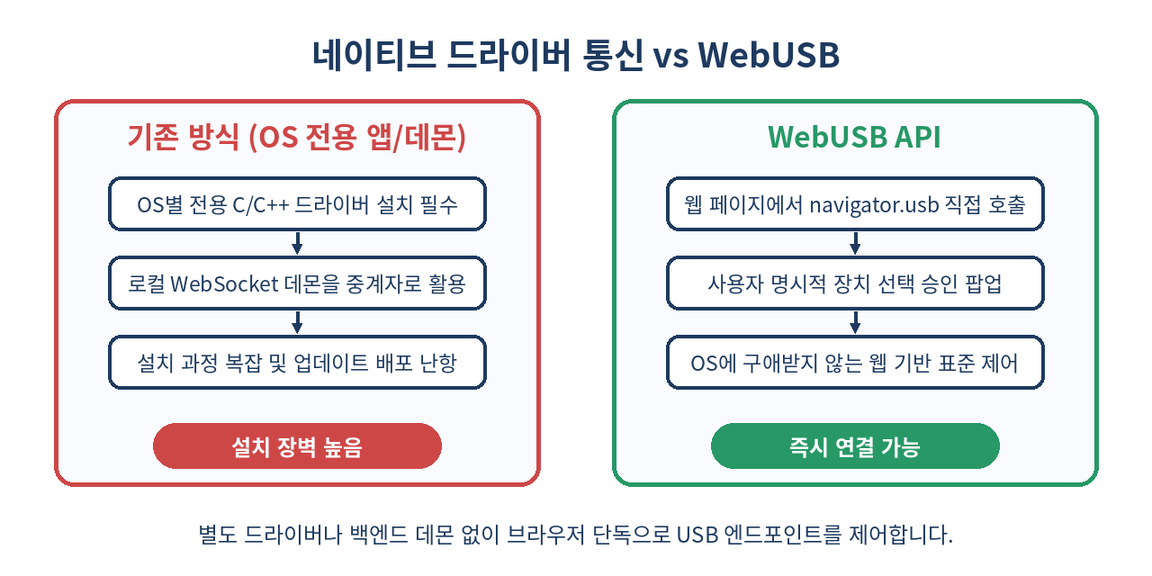 네이티브 드라이버 통신 vs WebUSB
기존 방식 (OS 전용 앱/데몬)
OS별 전용 C/C++ 드라이버 설치 필수
로컬 WebSocket 데몬을 중계자로 활용
설치 과정 복잡 및 업데이트 배포 난항
설치 장벽 높음
WebUSB API
웹 페이지에서 navigator.usb 직접 호출
사용자 명시적 장치 선택 승인 팝업
OS에 구애받지 않는 웹 기반 표준 제어
즉시 연결 가능
별도 드라이버나 백엔드 데몬 없이 브라우저 단독으로 USB 엔드포인트를 제어합니다.